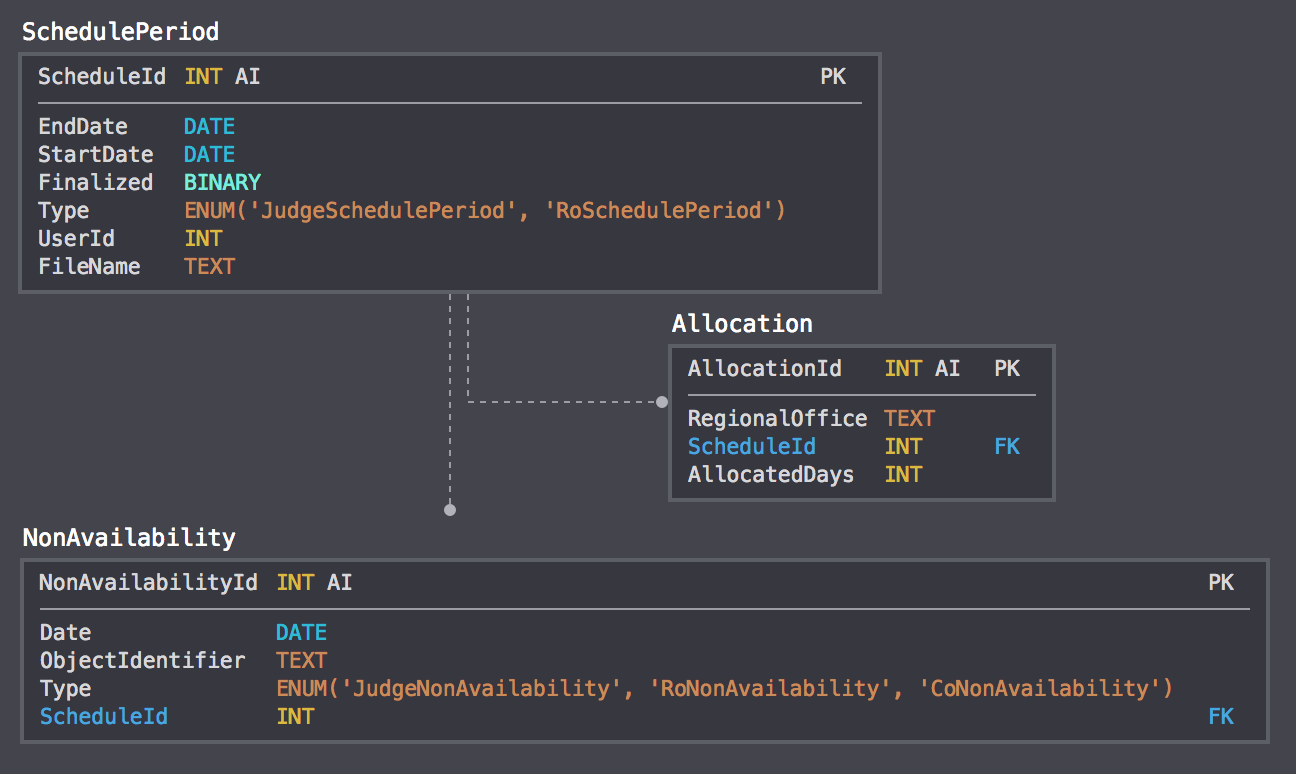 SchedulePeriod
ScheduleId INT AI PK
EndDate DATE
StartDate DATE
Finalized BINARY
Type ENUM('JudgeSchedulePeriod', 'RoSchedulePeriod')
UserId INT
FileName TEXT
Allocation
AllocationId INT AI PK
RegionalOffice TEXT
ScheduleId INT FK
AllocatedDays INT
NonAvailability
NonAvailabilityId INT AI PK
Date DATE
ObjectIdentifier TEXT
Type ENUM('JudgeNonAvailability', 'RoNonAvailability', 'CoNonAvailability')
ScheduleId INT FK